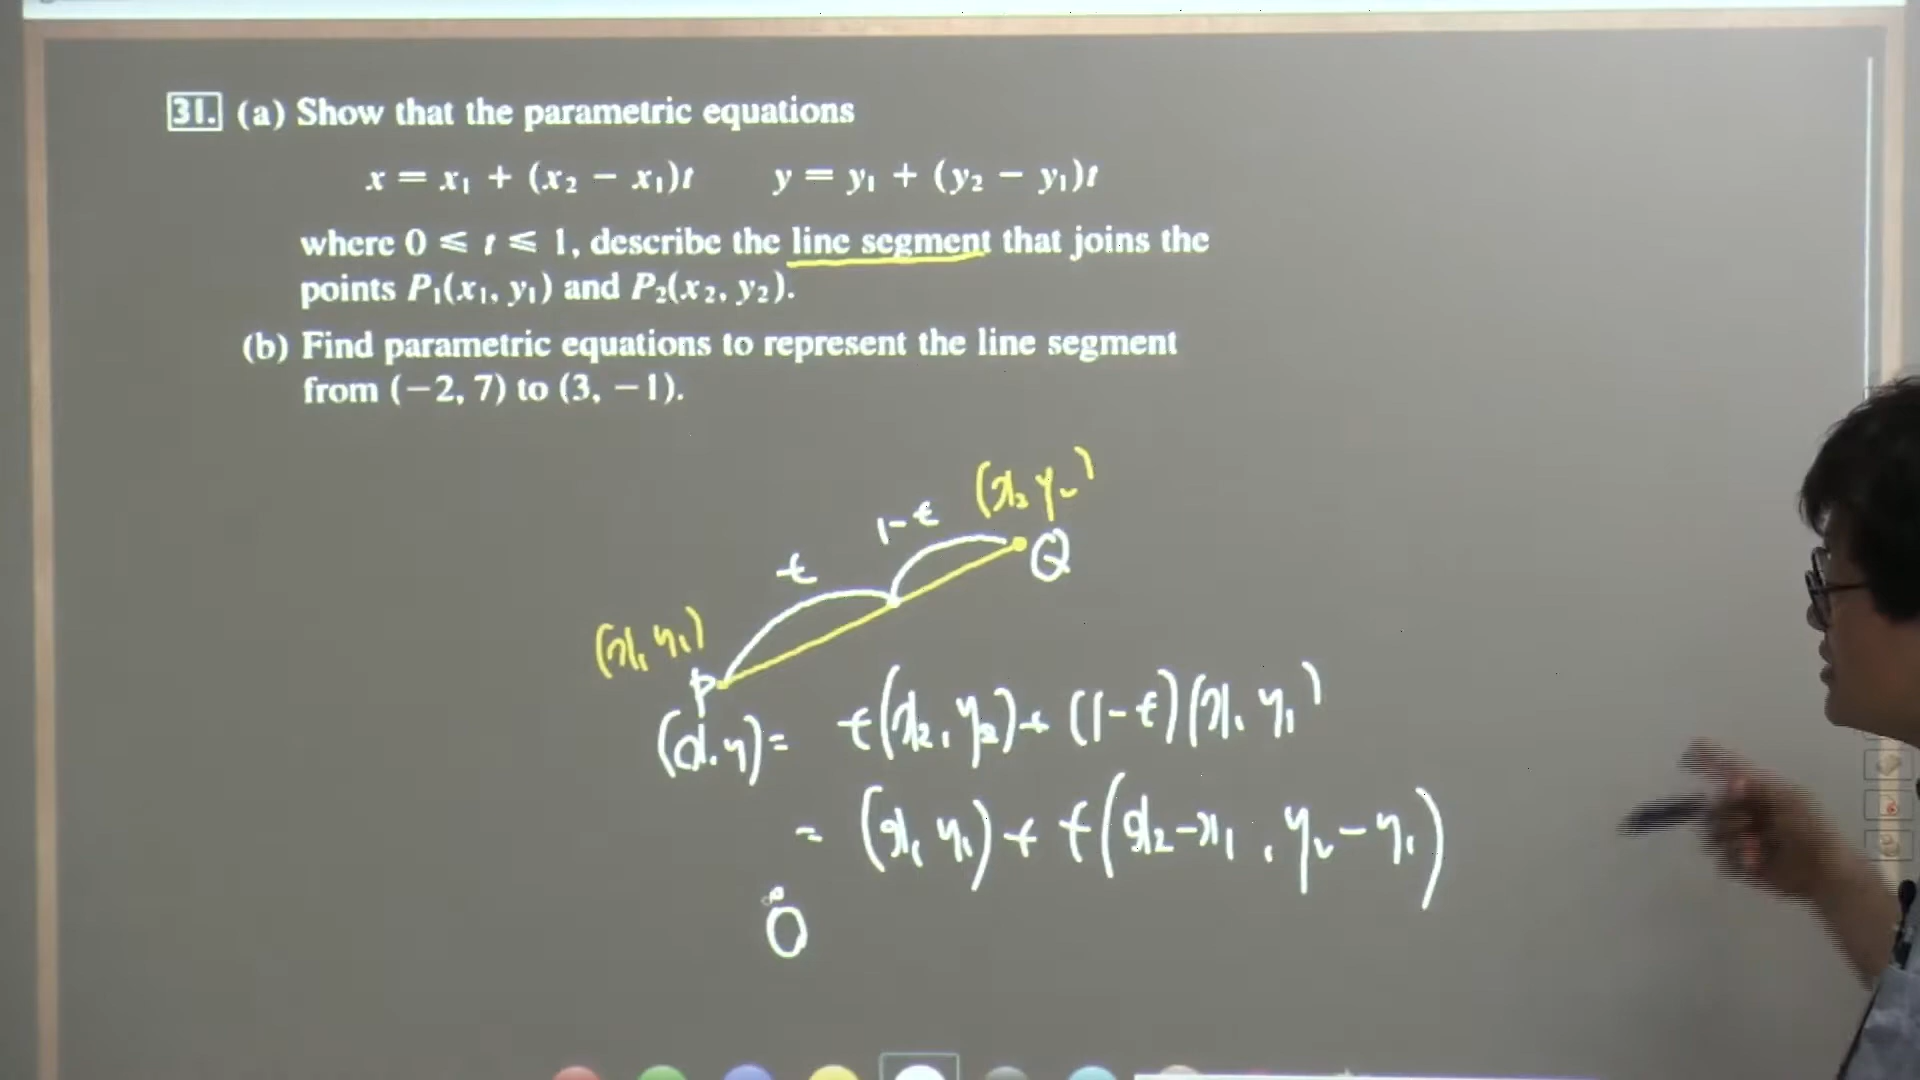 31. (a) Show that the parametric equations
x = x₁ + (x₂ − x₁)t  y = y₁ + (y₂ − y₁)t
where 0 ⩽ t ⩽ 1, describe the line segment that joins the
points P₁(x₁, y₁) and P₂(x₂, y₂).
(b) Find parametric equations to represent the line segment
from (−2, 7) to (3, −1).
(x₂ y₂)
1-t
t
Q
(x₁ y₁)
P
(x, y) = t(x₂, y₂) + (1-t)(x₁, y₁)
= (x₁ y₁) + t(x₂-x₁, y₂-y₁)
O